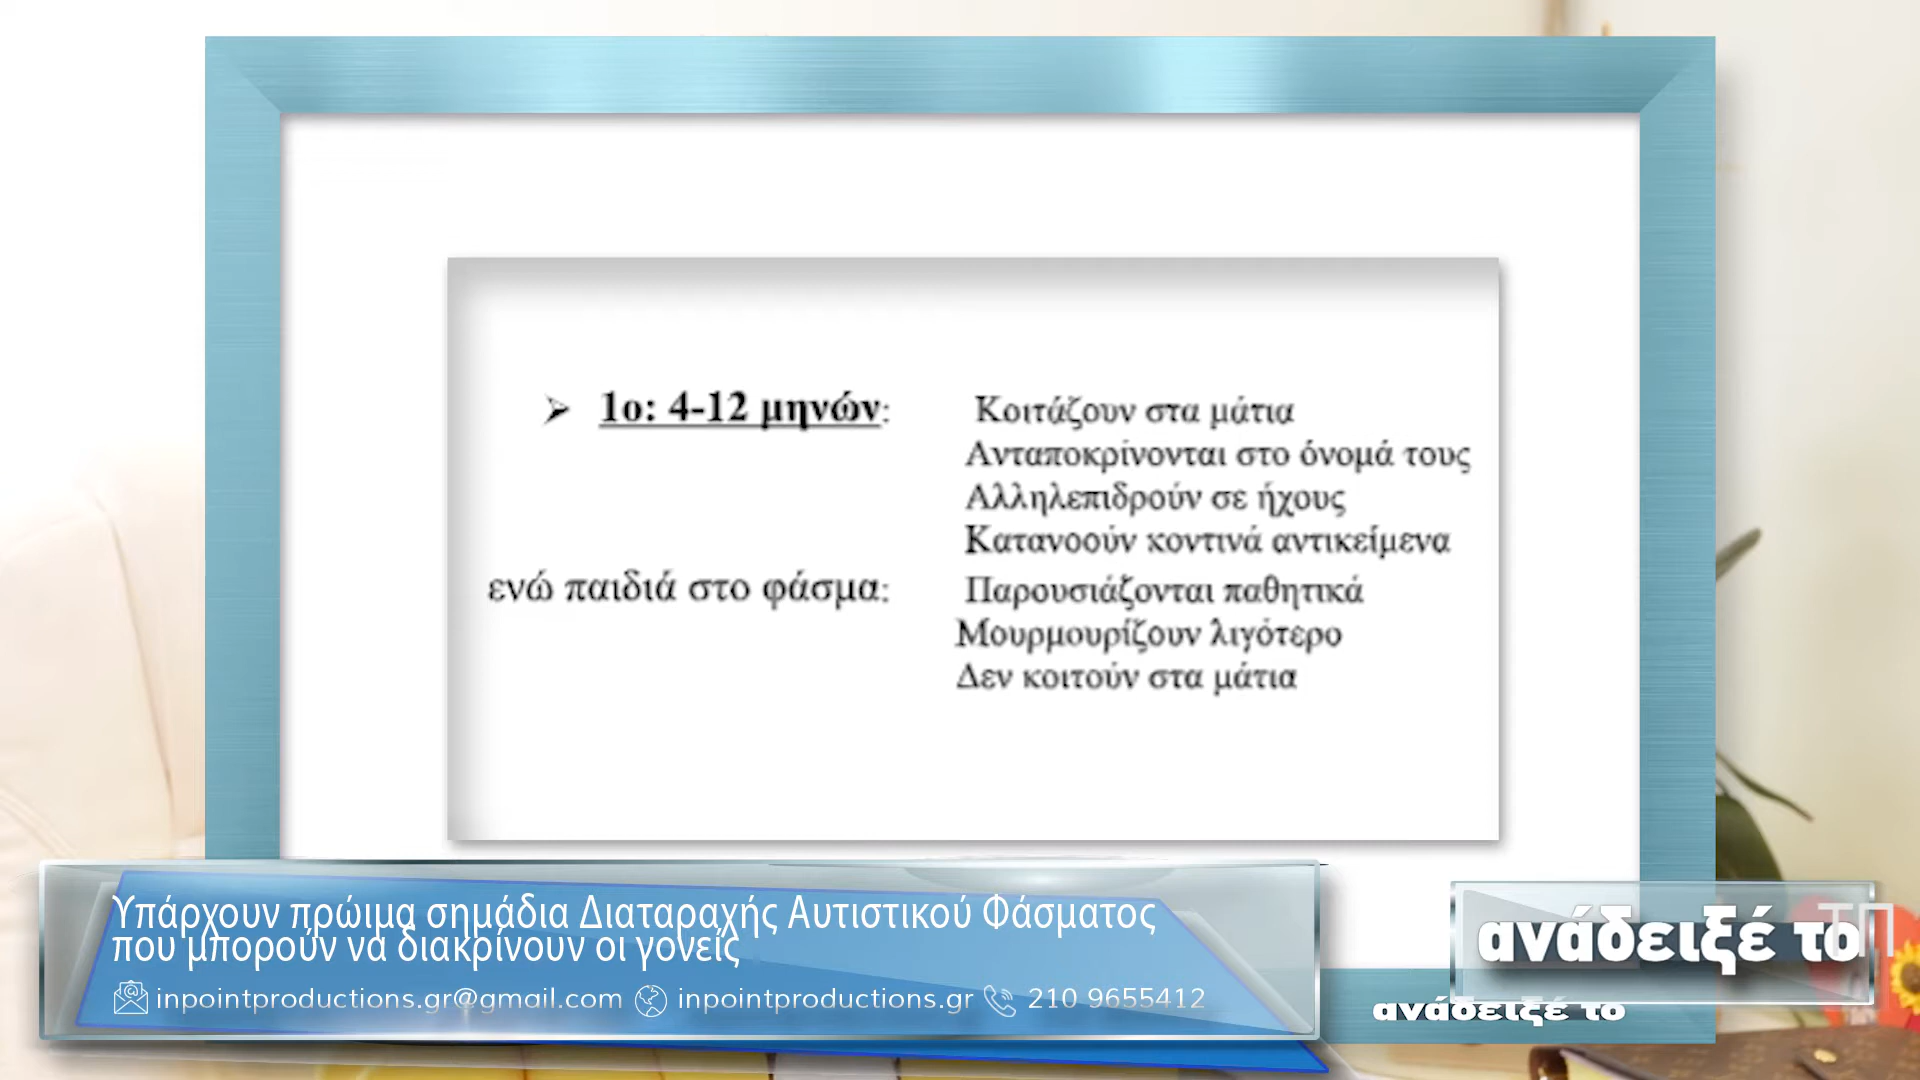 1ο: 4-12 μηνών: Κοιτάζουν στα μάτια
Ανταποκρίνονται στο όνομά τους
Αλληλεπιδρούν σε ήχους
Κατανοούν κοντινά αντικείμενα
ενώ παιδιά στο φάσμα: Παρουσιάζονται παθητικά
Μουρμουρίζουν λιγότερο
Δεν κοιτούν στα μάτια
Υπάρχουν πρώιμα σημάδια Διαταραχής Αυτιστικού Φάσματος
που μπορούν να διακρίνουν οι γονείς
inpointproductions.gr@gmail.com inpointproductions.gr 210 9655412
ανάδειξέ το
ανάδειξέ το